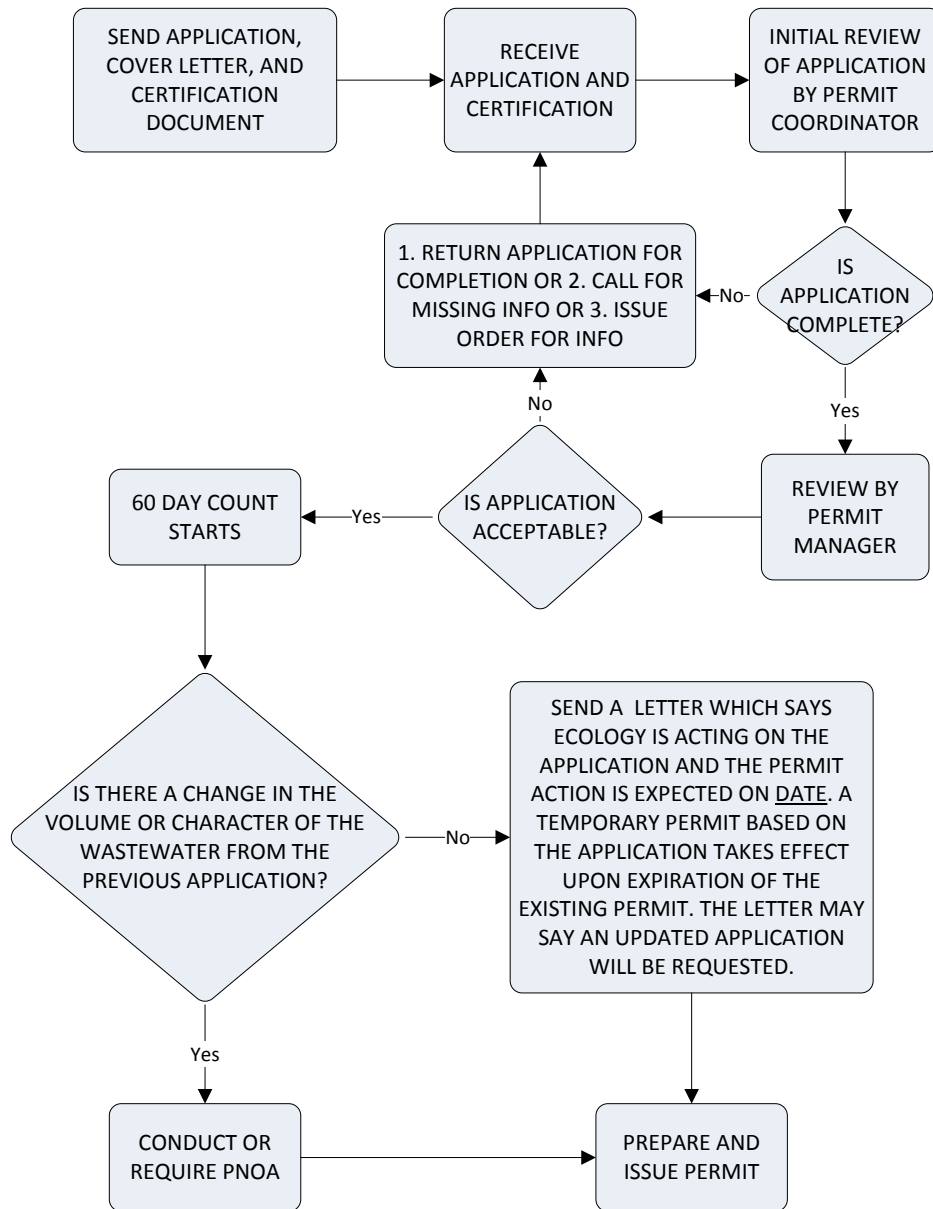 SEND APPLICATION,
COVER LETTER, AND
CERTIFICATION
DOCUMENT
RECEIVE
APPLICATION AND
CERTIFICATION
INITIAL REVIEW
OF APPLICATION
BY PERMIT
COORDINATOR
IS
APPLICATION
COMPLETE?
No
1. RETURN APPLICATION FOR
COMPLETION OR 2. CALL FOR
MISSING INFO OR 3. ISSUE
ORDER FOR INFO
Yes
REVIEW BY
PERMIT
MANAGER
IS APPLICATION
ACCEPTABLE?
No
Yes
60 DAY COUNT
STARTS
IS THERE A CHANGE IN THE
VOLUME OR CHARACTER OF THE
WASTEWATER FROM THE
PREVIOUS APPLICATION?
No
SEND A LETTER WHICH SAYS
ECOLOGY IS ACTING ON THE
APPLICATION AND THE PERMIT
ACTION IS EXPECTED ON DATE. A
TEMPORARY PERMIT BASED ON
THE APPLICATION TAKES EFFECT
UPON EXPIRATION OF THE
EXISTING PERMIT. THE LETTER MAY
SAY AN UPDATED APPLICATION
WILL BE REQUESTED.
Yes
CONDUCT OR
REQUIRE PNOA
PREPARE AND
ISSUE PERMIT